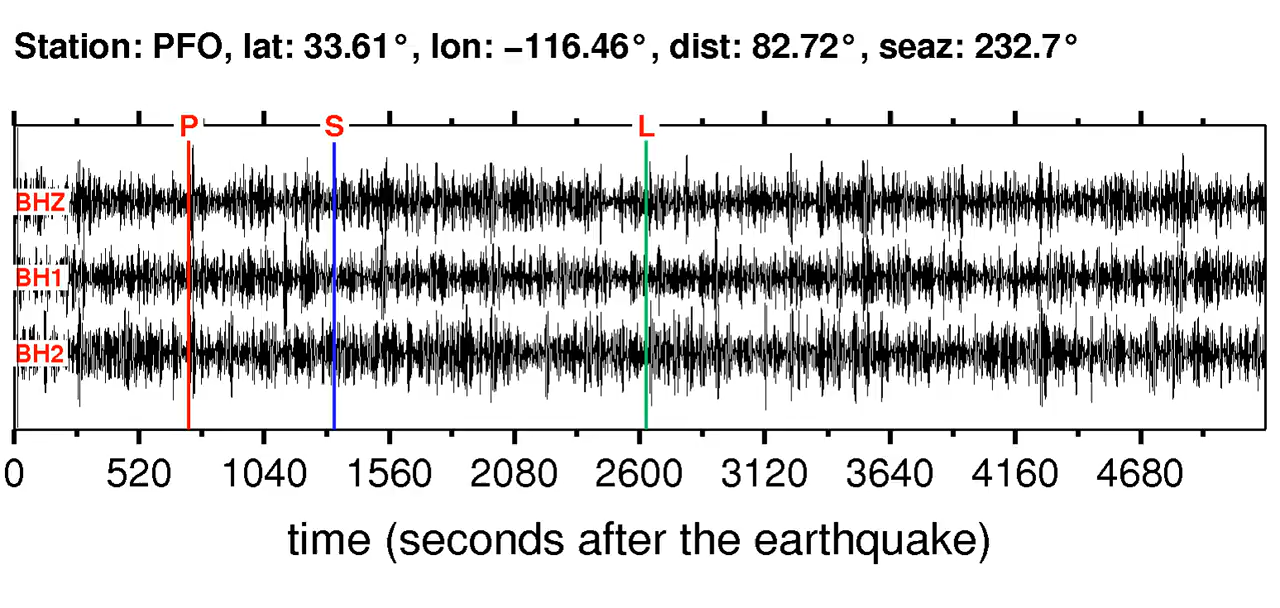 Station: PFO, lat: 33.61°, lon: −116.46°, dist: 82.72°, seaz: 232.7°
P S L
BHZ
BH1
BH2
0 520 1040 1560 2080 2600 3120 3640 4160 4680
time (seconds after the earthquake)